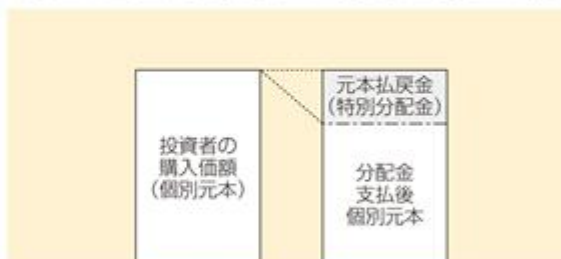 投資者の
購入価額
(個別元本)
元本払戻金
(特別分配金)
分配金
支払後
個別元本